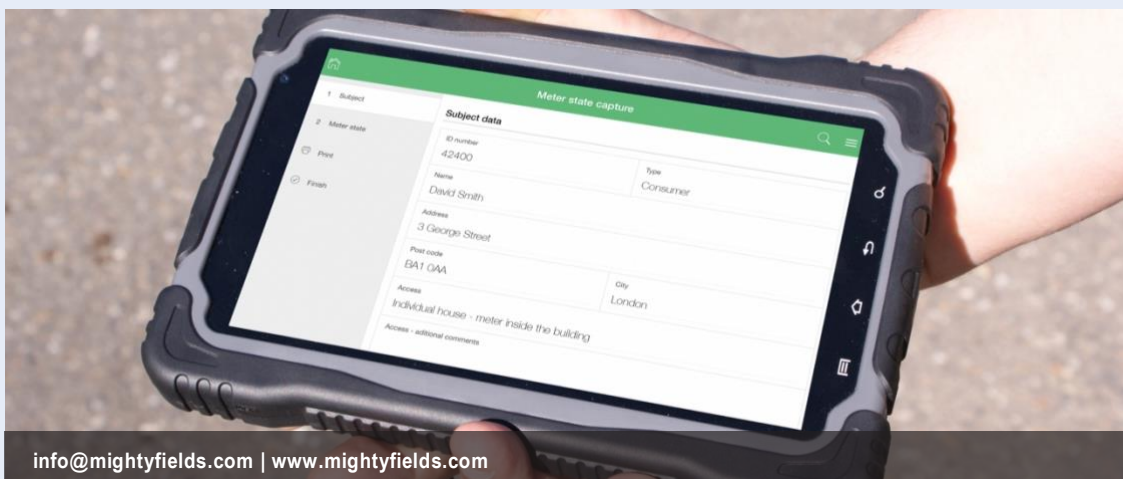 Meter state capture
1 Subject
2 Meter state
Print
Finish
Subject data
ID number
42400
Type
Consumer
Name
David Smith
Address
3 George Street
Post code
BA1 0AA
City
London
Access
Individual house - meter inside the building
Access - aditional comments
info@mightyfields.com | www.mightyfields.com